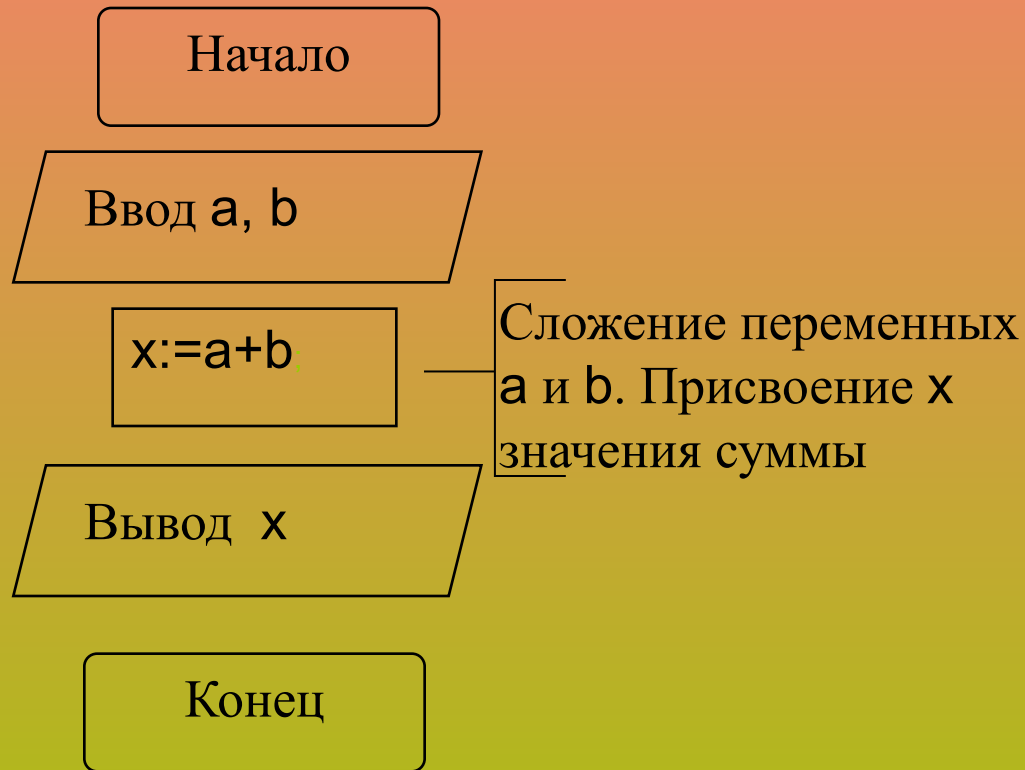 Начало
Ввод a, b
x:=a+b;
Сложение переменных
a и b. Присвоение x
значения суммы
Вывод x
Конец